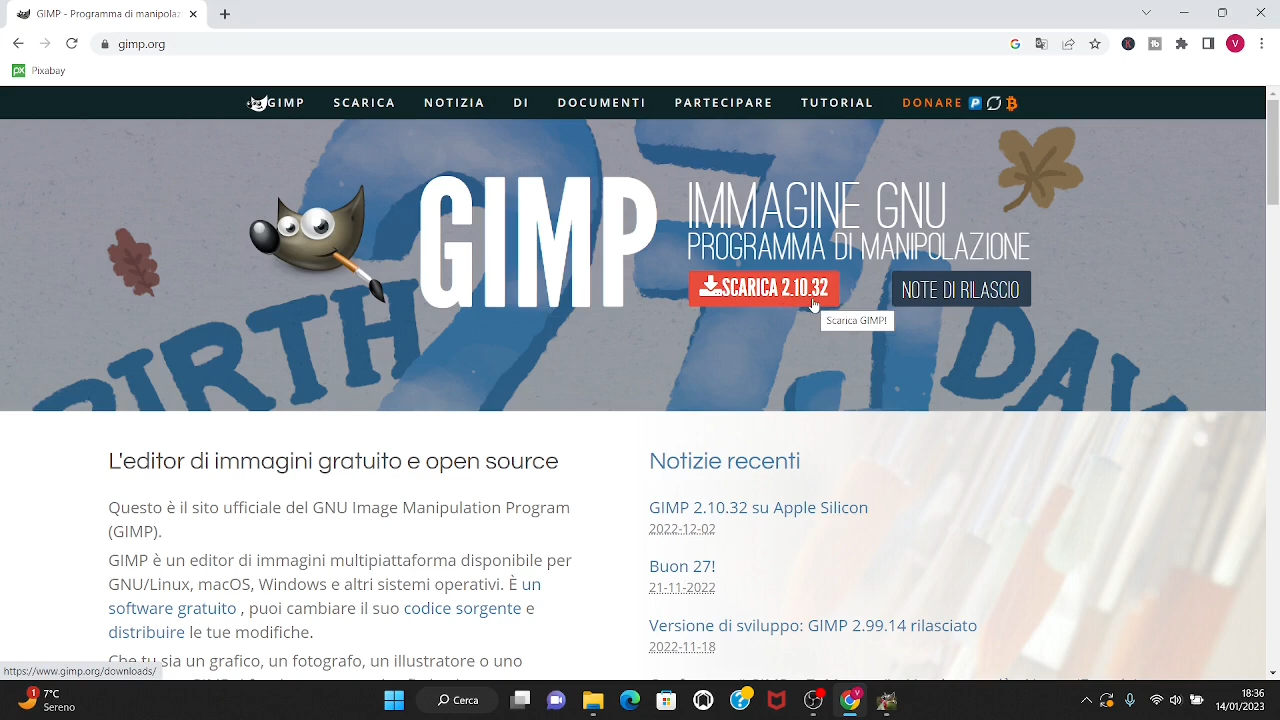 GIMP - Programma di manipolaz
gimp.org
Pixabay
GIMP SCARICA NOTIZIA DI DOCUMENTI PARTECIPARE TUTORIAL DONARE
27
BIRTH DAY
GIMP
IMMAGINE GNU
PROGRAMMA DI MANIPOLAZIONE
SCARICA 2.10.32
NOTE DI RILASCIO
Scarica GIMP!
L'editor di immagini gratuito e open source
Questo è il sito ufficiale del GNU Image Manipulation Program
(GIMP).
GIMP è un editor di immagini multipiattaforma disponibile per
GNU/Linux, macOS, Windows e altri sistemi operativi. È un
software gratuito , puoi cambiare il suo codice sorgente e
distribuire le tue modifiche.
Che tu sia un grafico, un fotografo, un illustratore o uno
Notizie recenti
GIMP 2.10.32 su Apple Silicon
2022-12-02
Buon 27!
21-11-2022
Versione di sviluppo: GIMP 2.99.14 rilasciato
2022-11-18
https://www.gimp.org/downloads/
1
7°C
Sereno
Cerca
18:36
14/01/2023